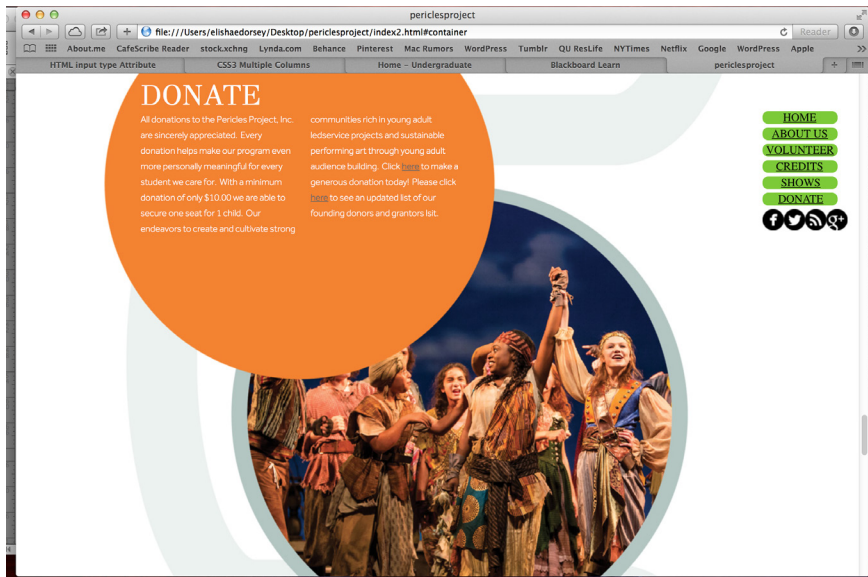 periclesproject
file:///Users/elishaedorsey/Desktop/periclesproject/index2.html#container
Reader
About.me CafeScribe Reader stock.xchng Lynda.com Behance Pinterest Mac Rumors WordPress Tumblr QU ResLife NYTimes Netflix Google WordPress Apple
HTML input type Attribute CSS3 Multiple Columns Home – Undergraduate Blackboard Learn periclesproject
DONATE
All donations to the Pericles Project, Inc.
are sincerely appreciated. Every
donation helps make our program even
more personally meaningful for every
student we care for. With a minimum
donation of only $10.00 we are able to
secure one seat for 1 child. Our
endeavors to create and cultivate strong
communities rich in young adult
ledservice projects and sustainable
performing art through young adult
audience building. Click here to make a
generous donation today! Please click
here to see an updated list of our
founding donors and grantors lsit.
HOME
ABOUT US
VOLUNTEER
CREDITS
SHOWS
DONATE